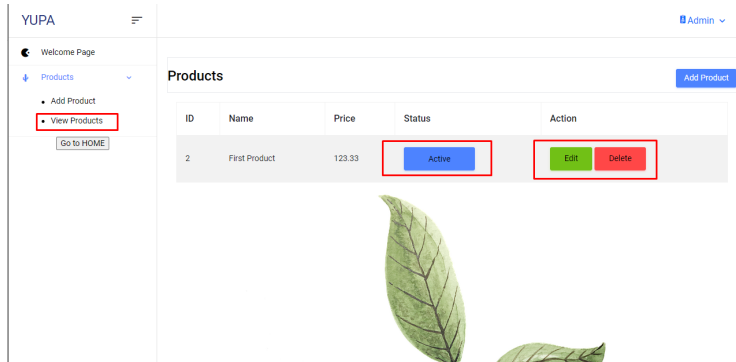 YUPA
Admin
Welcome Page
Products
Add Product
View Products
Go to HOME
Products
Add Product
ID Name Price Status Action
2 First Product 123.33 Active Edit Delete